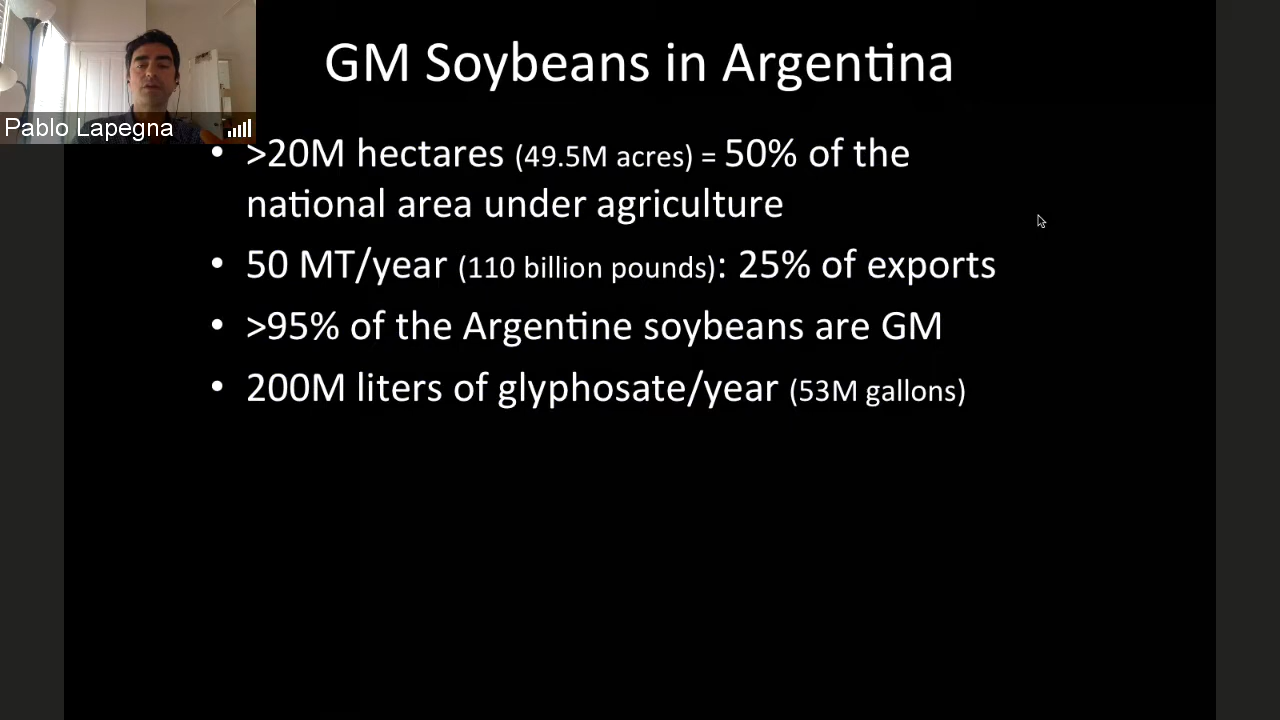 GM Soybeans in Argentina
Pablo Lapegna
• >20M hectares (49.5M acres) = 50% of the
national area under agriculture
• 50 MT/year (110 billion pounds): 25% of exports
• >95% of the Argentine soybeans are GM
• 200M liters of glyphosate/year (53M gallons)